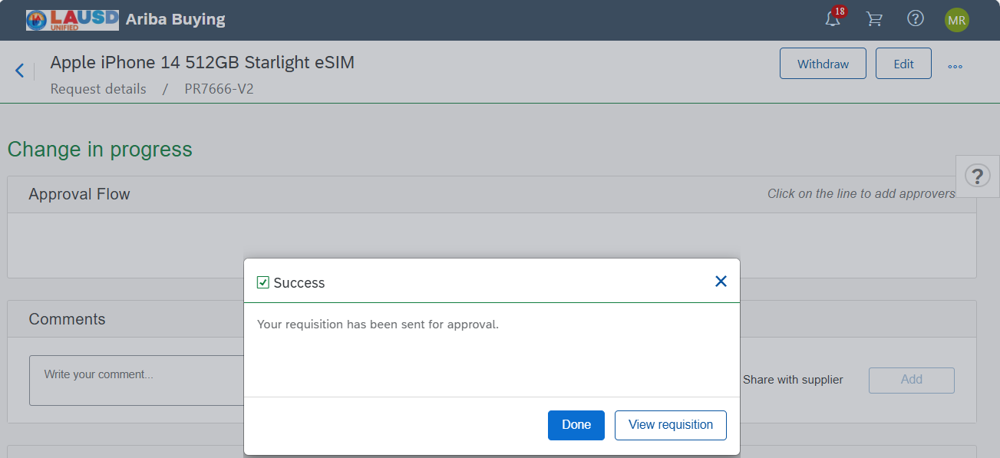 LAUSD
UNIFIED
Ariba Buying
18
MR
Apple iPhone 14 512GB Starlight eSIM
Withdraw
Edit
Request details / PR7666-V2
Change in progress
?
Approval Flow
Click on the line to add approvers
Success
Your requisition has been sent for approval.
Comments
Write your comment...
Share with supplier
Add
Done
View requisition